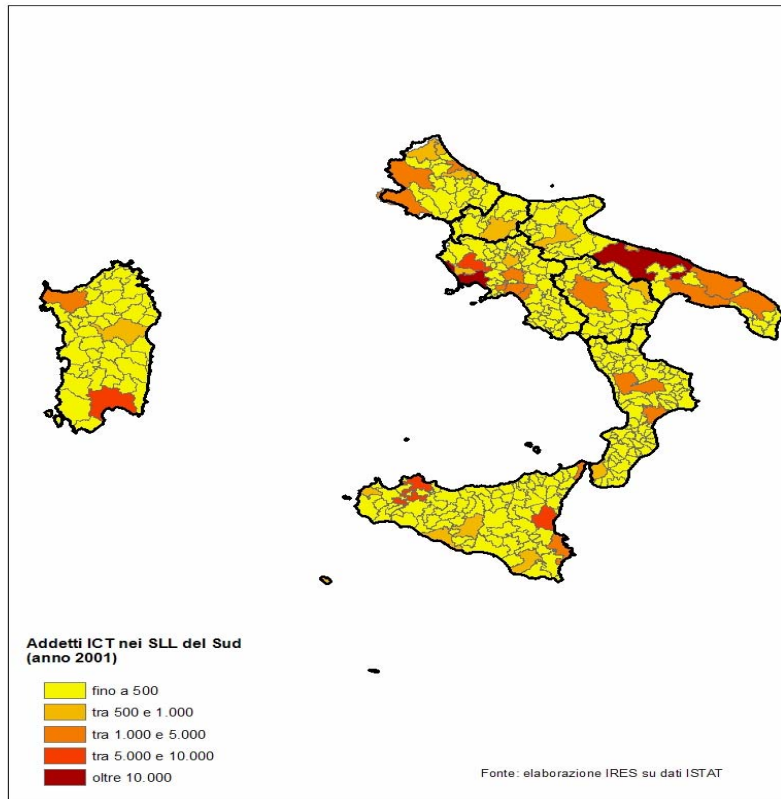 Addetti ICT nei SLL del Sud
(anno 2001)
fino a 500
tra 500 e 1.000
tra 1.000 e 5.000
tra 5.000 e 10.000
oltre 10.000
Fonte: elaborazione IRES su dati ISTAT